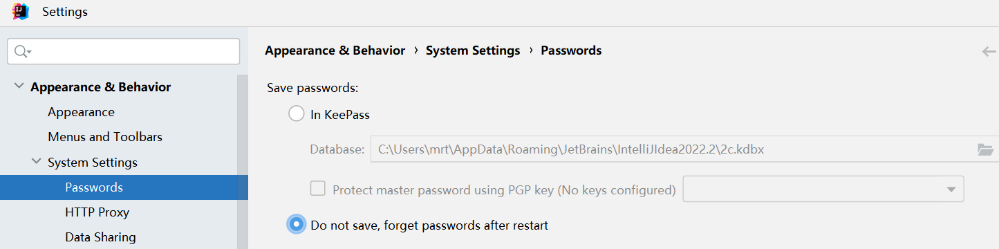 Settings
Appearance & Behavior
Appearance
Menus and Toolbars
System Settings
Passwords
HTTP Proxy
Data Sharing
Appearance & Behavior › System Settings › Passwords
Save passwords:
In KeePass
Database: C:\Users\mrt\AppData\Roaming\JetBrains\IntelliJIdea2022.2\2c.kdbx
Protect master password using PGP key (No keys configured)
Do not save, forget passwords after restart